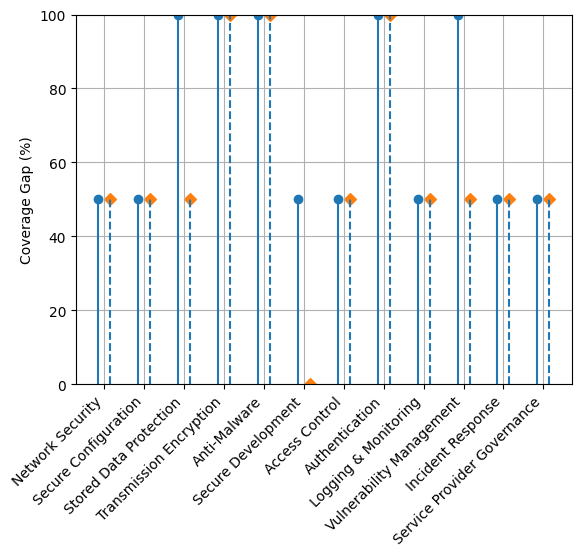 Coverage Gap (%)
100
80
60
40
20
0
Network Security
Secure Configuration
Stored Data Protection
Transmission Encryption
Anti-Malware
Secure Development
Access Control
Authentication
Logging & Monitoring
Vulnerability Management
Incident Response
Service Provider Governance